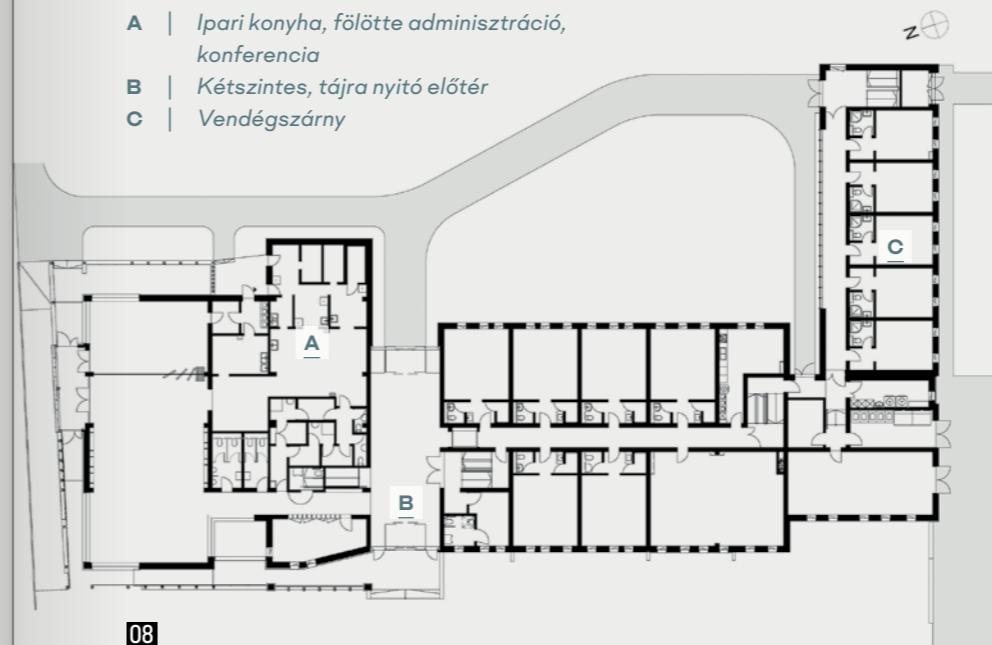 A | Ipari konyha, fölötte adminisztráció,
konferencia
B | Kétszintes, tájra nyitó előtér
C | Vendégszárny
N
C
A
B
08